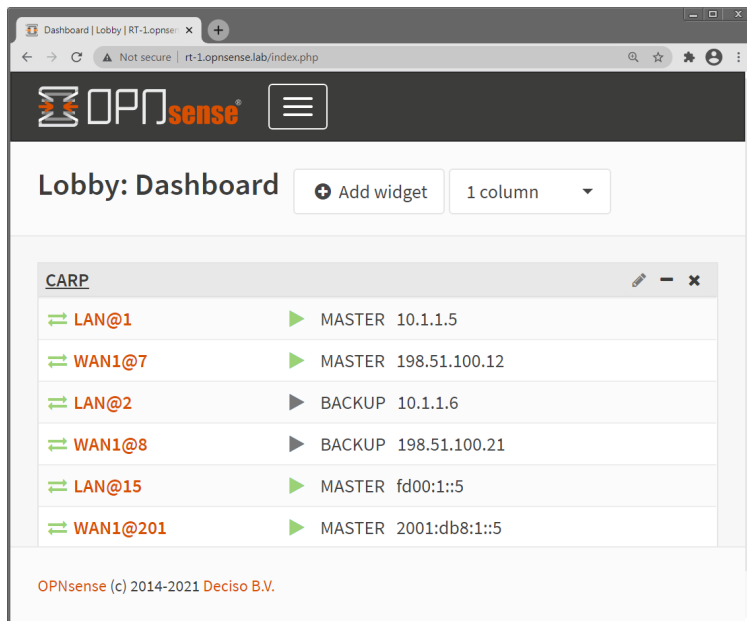 Dashboard | Lobby | RT-1.opnsen
Not secure | rt-1.opnsense.lab/index.php
OPNsense®
Lobby: Dashboard
Add widget
1 column
CARP
LAN@1 MASTER 10.1.1.5
WAN1@7 MASTER 198.51.100.12
LAN@2 BACKUP 10.1.1.6
WAN1@8 BACKUP 198.51.100.21
LAN@15 MASTER fd00:1::5
WAN1@201 MASTER 2001:db8:1::5
OPNsense (c) 2014-2021 Deciso B.V.